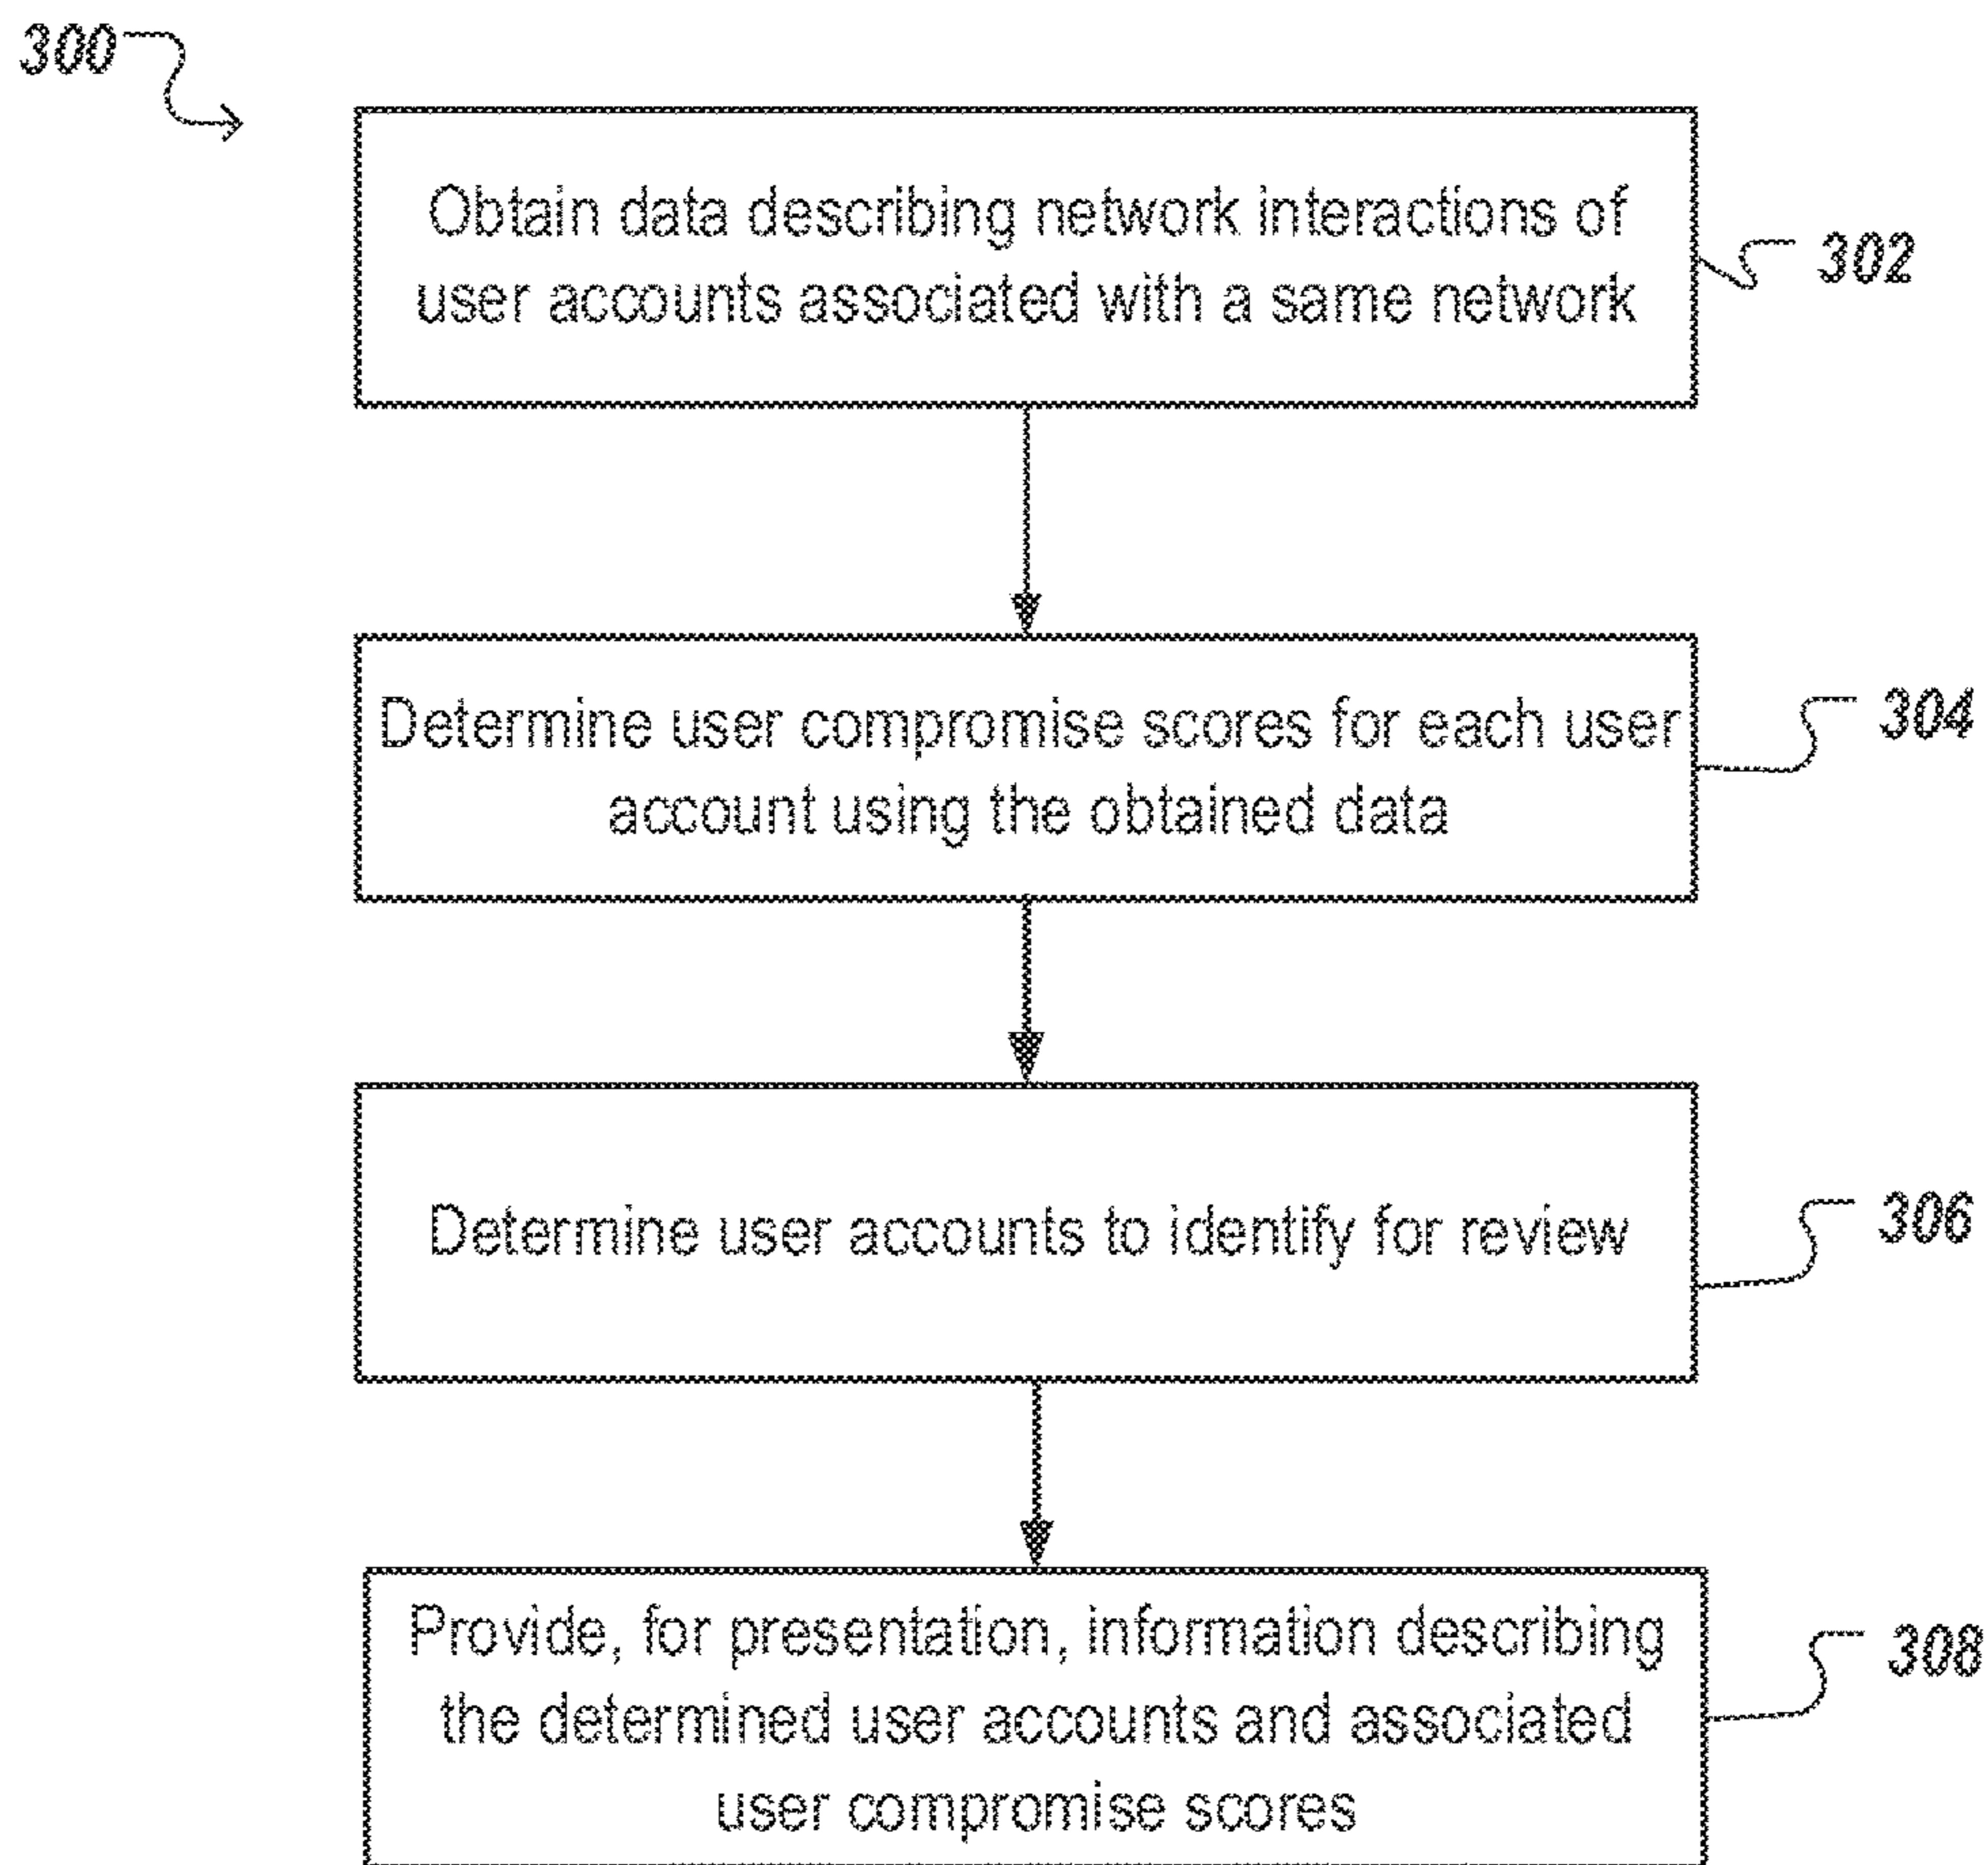 300
Obtain data describing network interactions of
user accounts associated with a same network
302
Determine user compromise scores for each user
account using the obtained data
304
Determine user accounts to identify for review
306
Provide, for presentation, information describing
the determined user accounts and associated
user compromise scores
308